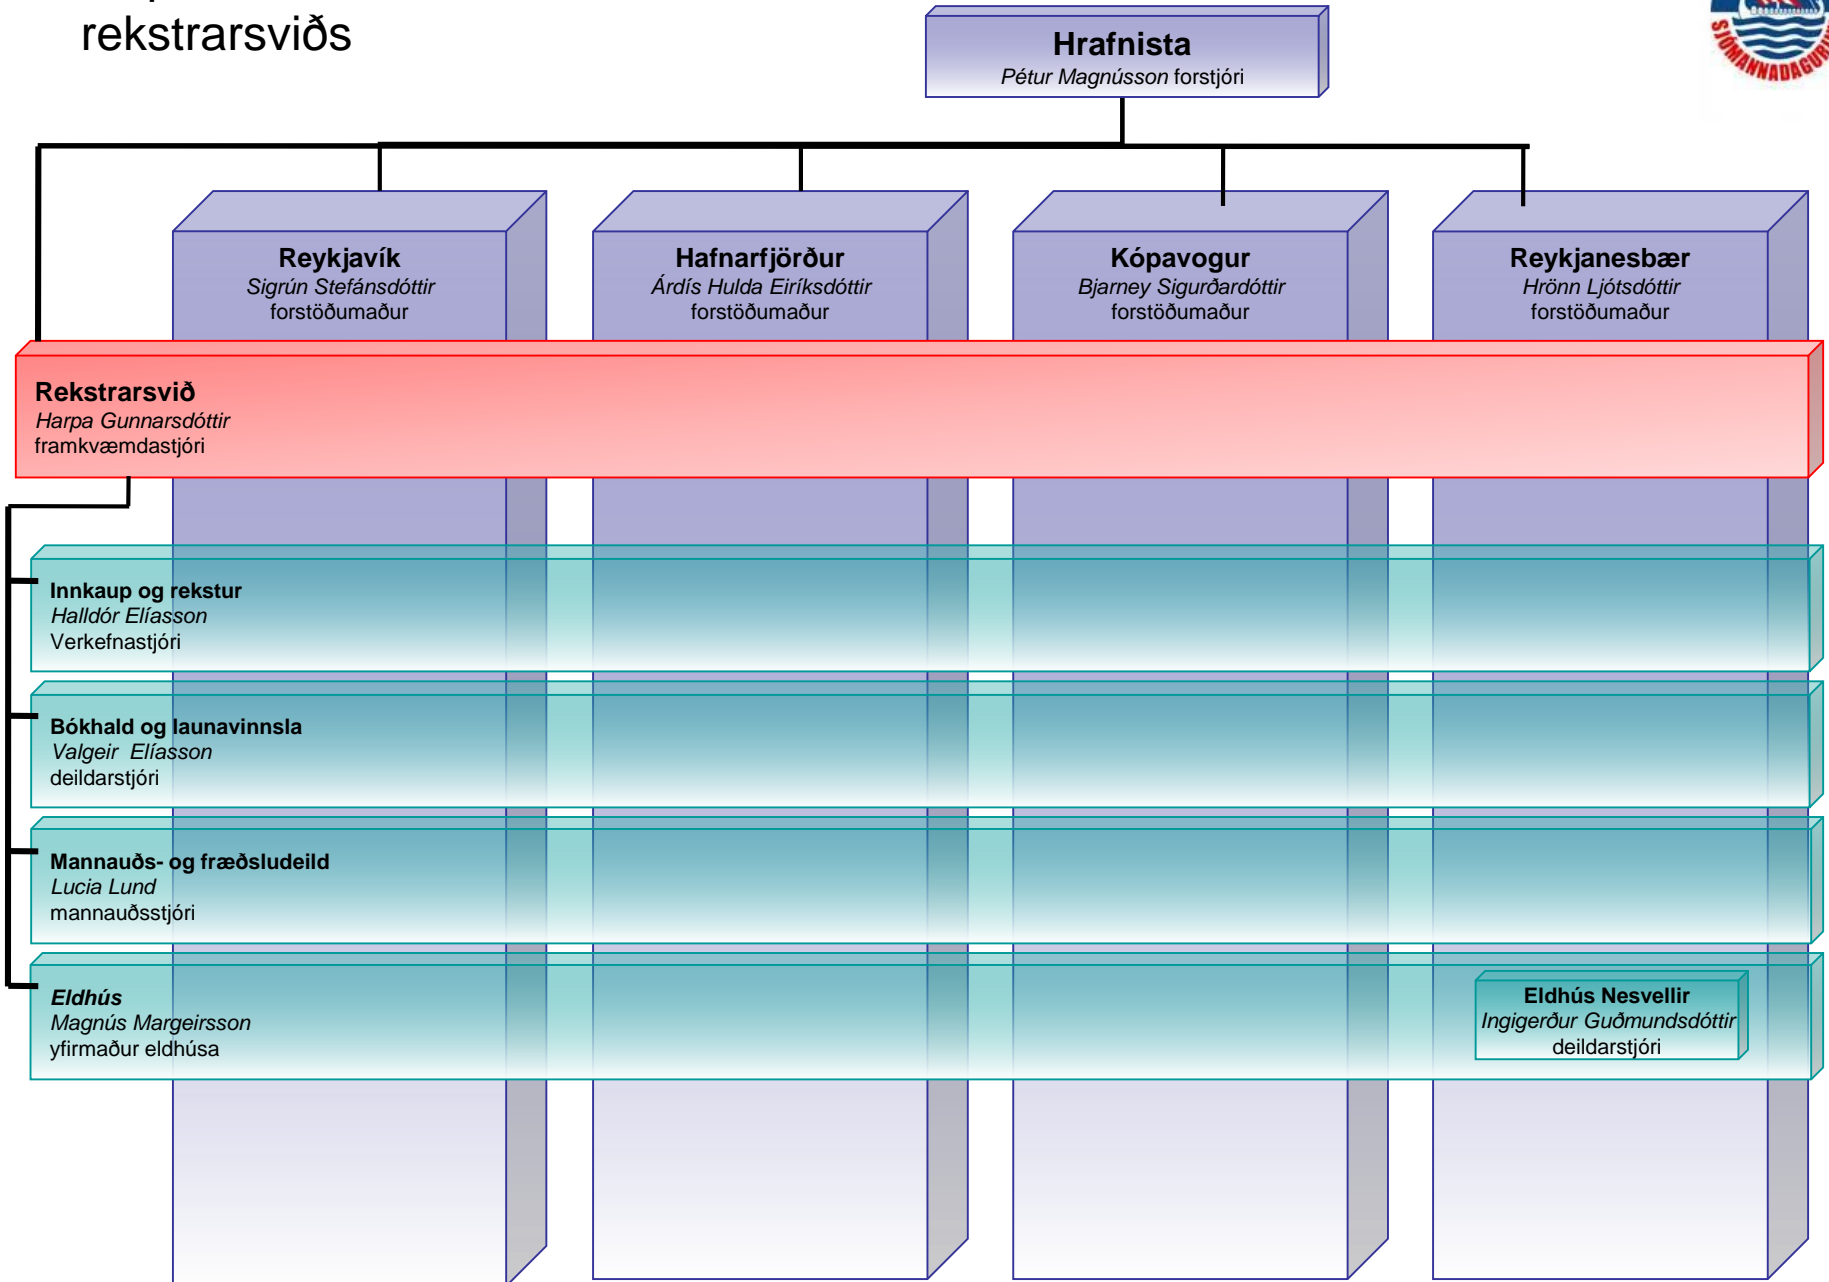 rekstrarsviðs
Hrafnista
Pétur Magnússon forstjóri
SJÓMANNADAGURINN
Reykjavík
Sigrún Stefánsdóttir
forstöðumaður
Hafnarfjörður
Árdís Hulda Eiríksdóttir
forstöðumaður
Kópavogur
Bjarney Sigurðardóttir
forstöðumaður
Reykjanesbær
Hrönn Ljótsdóttir
forstöðumaður
Rekstrarsvið
Harpa Gunnarsdóttir
framkvæmdastjóri
Innkaup og rekstur
Halldór Elíasson
Verkefnastjóri
Bókhald og launavinnsla
Valgeir Elíasson
deildarstjóri
Mannauðs- og fræðsludeild
Lucia Lund
mannauðsstjóri
Eldhús
Magnús Margeirsson
yfirmaður eldhúsa
Eldhús Nesvellir
Ingigerður Guðmundsdóttir
deildarstjóri